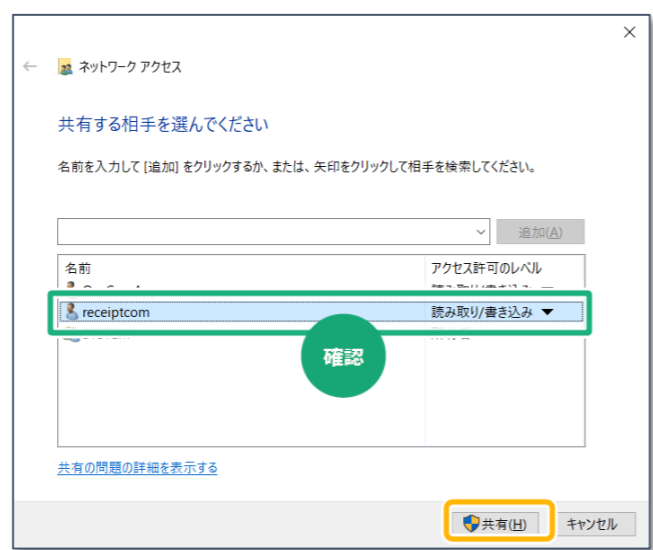 ネットワーク アクセス
共有する相手を選んでください
名前を入力して [追加] をクリックするか、または、矢印をクリックして相手を検索してください。
追加(A)
名前 アクセス許可のレベル
receiptcom 読み取り/書き込み
確認
共有の問題の詳細を表示する
共有(H) キャンセル